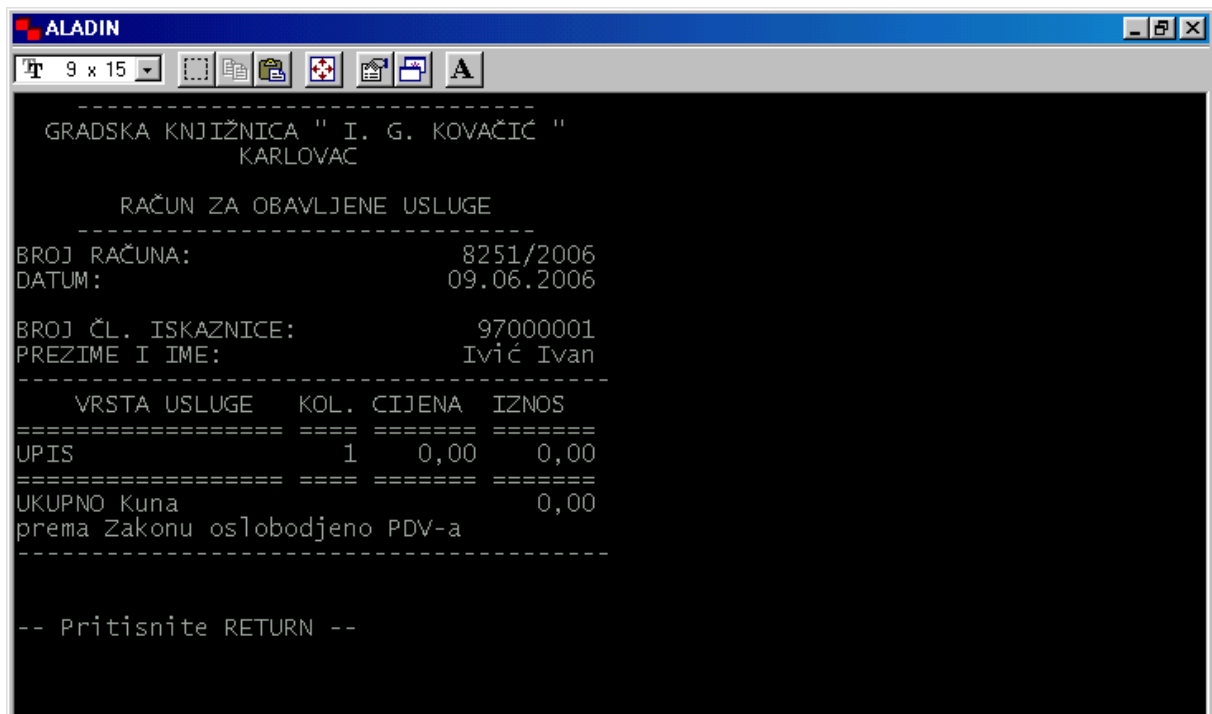 ALADIN
9 x 15 A
--------------------------------
GRADSKA KNJIŽNICA " I. G. KOVAČIĆ "
KARLOVAC
RAČUN ZA OBAVLJENE USLUGE
--------------------------------
BROJ RAČUNA: 8251/2006
DATUM: 09.06.2006
BROJ ČL. ISKAZNICE: 97000001
PREZIME I IME: Ivić Ivan
----------------------------------------
VRSTA USLUGE KOL. CIJENA IZNOS
================== ==== ======= =======
UPIS 1 0,00 0,00
================== ==== ======= =======
UKUPNO Kuna 0,00
prema Zakonu oslobodjeno PDV-a
----------------------------------------
-- Pritisnite RETURN --